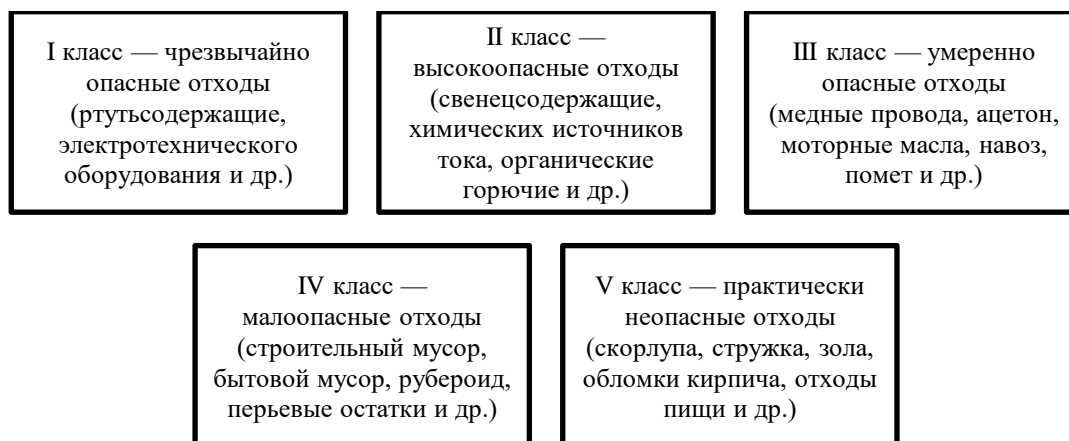 I класс — чрезвычайно
опасные отходы
(ртутьсодержащие,
электротехнического
оборудования и др.)
II класс —
высокоопасные отходы
(свенецсодержащие,
химических источников
тока, органические
горючие и др.)
III класс — умеренно
опасные отходы
(медные провода, ацетон,
моторные масла, навоз,
помет и др.)
IV класс —
малоопасные отходы
(строительный мусор,
бытовой мусор, рубероид,
перьевые остатки и др.)
V класс — практически
неопасные отходы
(скорлупа, стружка, зола,
обломки кирпича, отходы
пищи и др.)